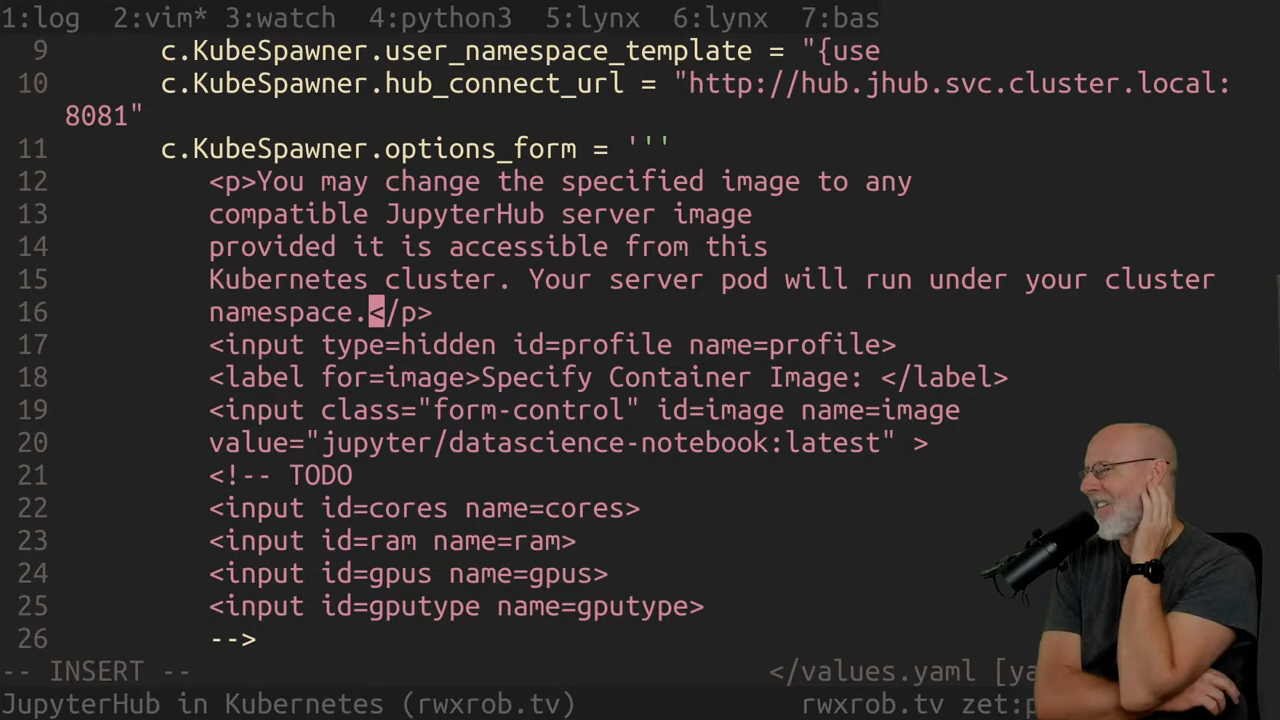 1:log 2:vim* 3:watch 4:python3 5:lynx 6:lynx 7:bas
9 c.KubeSpawner.user_namespace_template = "{use
10 c.KubeSpawner.hub_connect_url = "http://hub.jhub.svc.cluster.local:
8081"
11 c.KubeSpawner.options_form = '''
12 <p>You may change the specified image to any
13 compatible JupyterHub server image
14 provided it is accessible from this
15 Kubernetes cluster. Your server pod will run under your cluster
16 namespace.</p>
17 <input type=hidden id=profile name=profile>
18 <label for=image>Specify Container Image: </label>
19 <input class="form-control" id=image name=image
20 value="jupyter/datascience-notebook:latest" >
21 <!-- TODO
22 <input id=cores name=cores>
23 <input id=ram name=ram>
24 <input id=gpus name=gpus>
25 <input id=gputype name=gputype>
26 -->
-- INSERT -- </values.yaml [ya
JupyterHub in Kubernetes (rwxrob.tv) rwxrob.tv zet:p